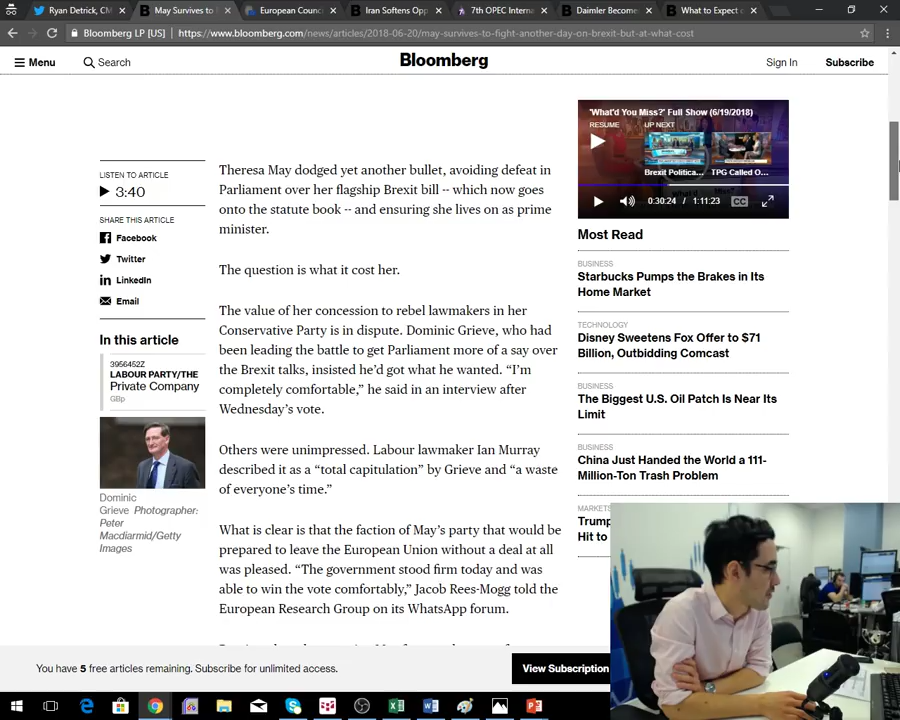 Ryan Detrick, CM
May Survives to
European Counc
Iran Softens Opp
7th OPEC Interna
Daimler Become
What to Expect
Bloomberg LP [US] | https://www.bloomberg.com/news/articles/2018-06-20/may-survives-to-fight-another-day-on-brexit-but-at-what-cost
Menu
Search
Bloomberg
Sign In
Subscribe
LISTEN TO ARTICLE
3:40
SHARE THIS ARTICLE
Facebook
Twitter
LinkedIn
Email
In this article
3956452Z
LABOUR PARTY/THE
Private Company
GBp
Dominic
Grieve Photographer:
Peter
Macdiarmid/Getty
Images
Theresa May dodged yet another bullet, avoiding defeat in
Parliament over her flagship Brexit bill -- which now goes
onto the statute book -- and ensuring she lives on as prime
minister.
The question is what it cost her.
The value of her concession to rebel lawmakers in her
Conservative Party is in dispute. Dominic Grieve, who had
been leading the battle to get Parliament more of a say over
the Brexit talks, insisted he’d got what he wanted. “I’m
completely comfortable,” he said in an interview after
Wednesday’s vote.
Others were unimpressed. Labour lawmaker Ian Murray
described it as a “total capitulation” by Grieve and “a waste
of everyone’s time.”
What is clear is that the faction of May’s party that would be
prepared to leave the European Union without a deal at all
was pleased. “The government stood firm today and was
able to win the vote comfortably,” Jacob Rees-Mogg told the
European Research Group on its WhatsApp forum.
'What'd You Miss?' Full Show (6/19/2018)
RESUME
UP NEXT
Brexit Politica...
TPG Called O...
0:30:24 / 1:11:23
CC
Most Read
BUSINESS
Starbucks Pumps the Brakes in Its
Home Market
TECHNOLOGY
Disney Sweetens Fox Offer to $71
Billion, Outbidding Comcast
BUSINESS
The Biggest U.S. Oil Patch Is Near Its
Limit
BUSINESS
China Just Handed the World a 111-
Million-Ton Trash Problem
MARKETS
Trump
Hit to
You have 5 free articles remaining. Subscribe for unlimited access.
View Subscription